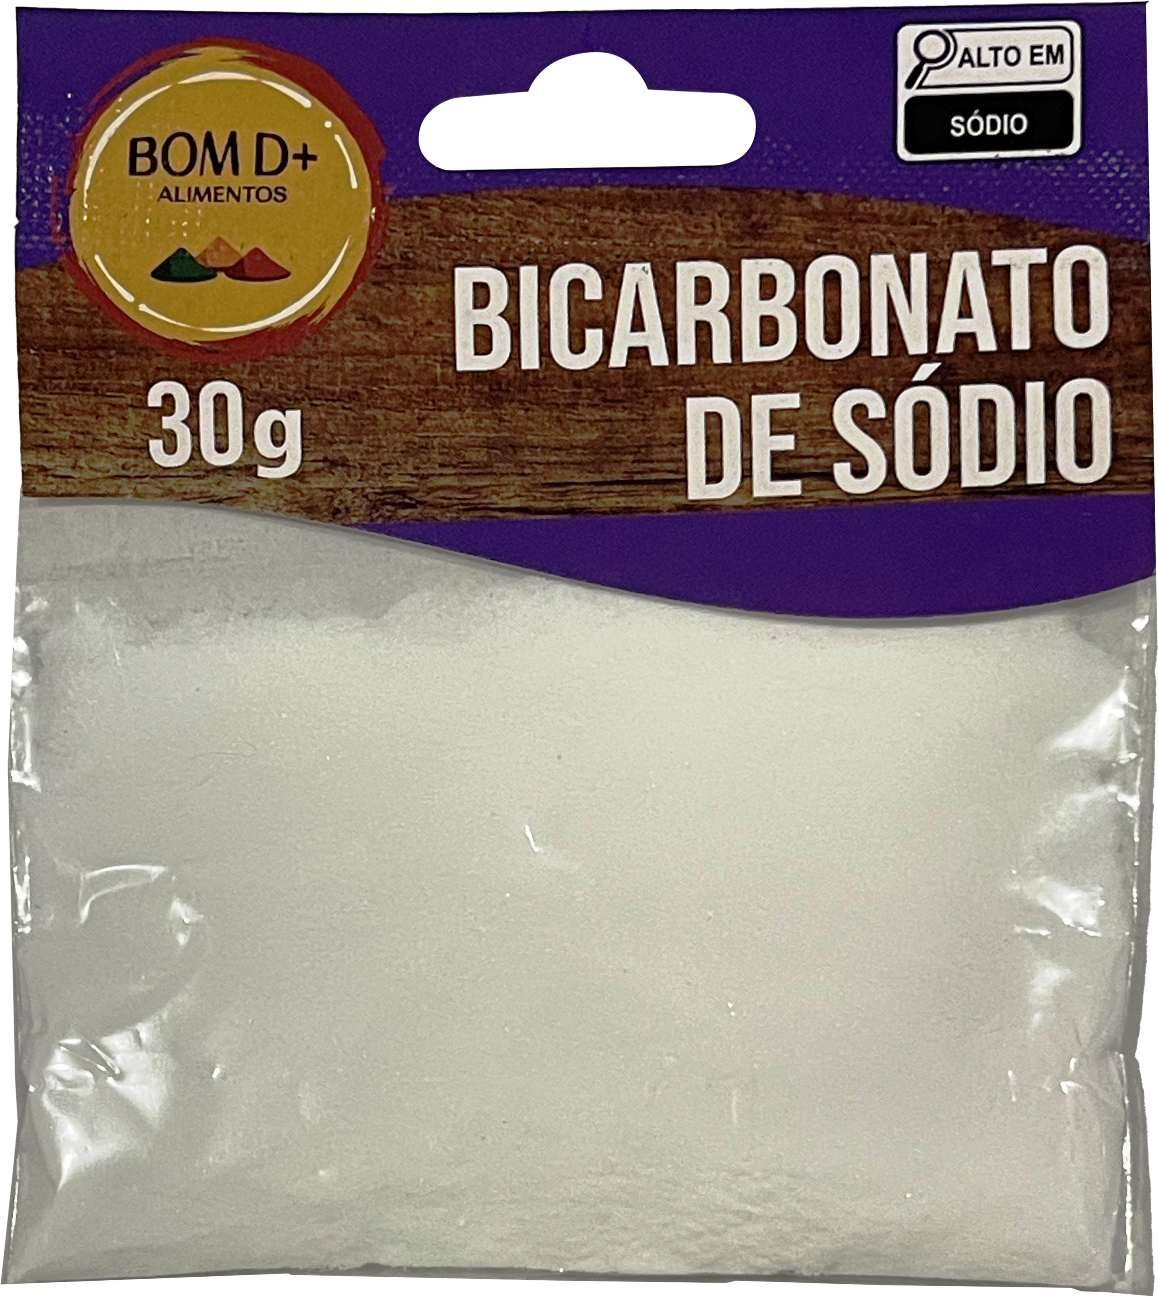 BOM D+
ALIMENTOS
ALTO EM
SÓDIO
BICARBONATO
DE SÓDIO
30g